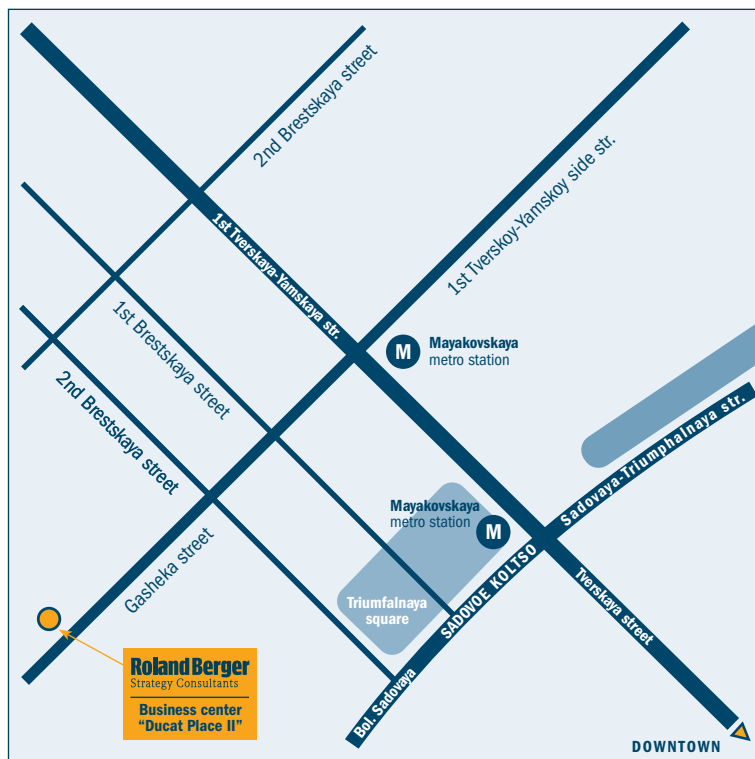 2nd Brestskaya street
1st Tverskaya-Yamskaya str.
1st Tverskoy-Yamskoy side str.
1st Brestskaya street
2nd Brestskaya street
M
Mayakovskaya
metro station
Sadovaya-Triumphalnaya str.
Mayakovskaya
metro station
M
SADOVOE KOLTSO
Tverskaya street
Gasheka street
Triumfalnaya
square
Bol. Sadovaya
Roland Berger
Strategy Consultants
Business center
“Ducat Place II”
DOWNTOWN